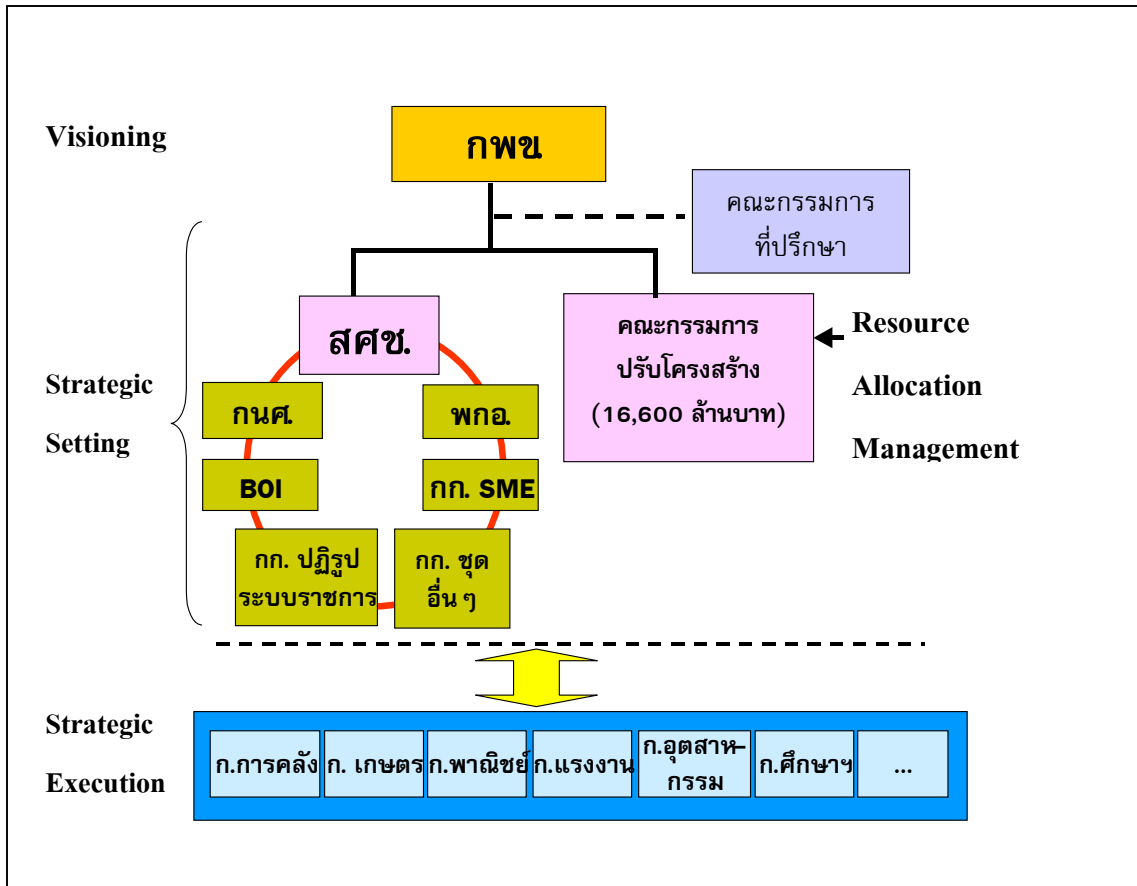 Visioning
กพข.
คณะกรรมการ
ที่ปรึกษา
สศช.
คณะกรรมการ
ปรับโครงสร้าง
(16,600 ล้านบาท)
Resource
Allocation
Management
Strategic
Setting
กนศ.
พกอ.
BOI
กก. SME
กก. ปฏิรูป
ระบบราชการ
กก. ชุด
อื่น ๆ
Strategic
Execution
ก.การคลัง
ก. เกษตร
ก.พาณิชย์
ก.แรงงาน
ก.อุตสาห-
กรรม
ก.ศึกษาฯ
...